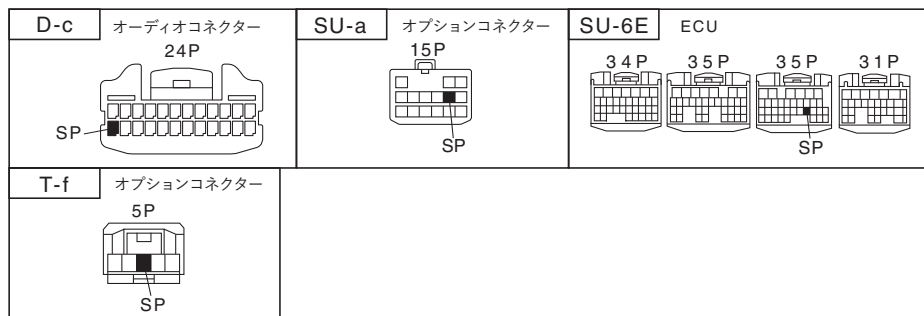 D-c オーディオコネクター
24P
SP
SU-a オプションコネクター
15P
SP
SU-6E ECU
34P 35P 35P 31P
SP
T-f オプションコネクター
5P
SP